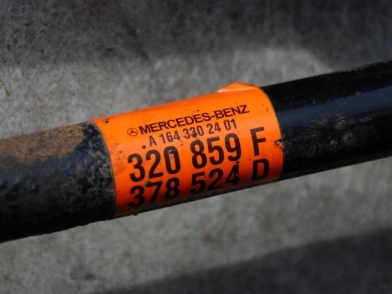 MERCEDES-BENZ
A 164 330 24 01
320 859 F
378 524 D